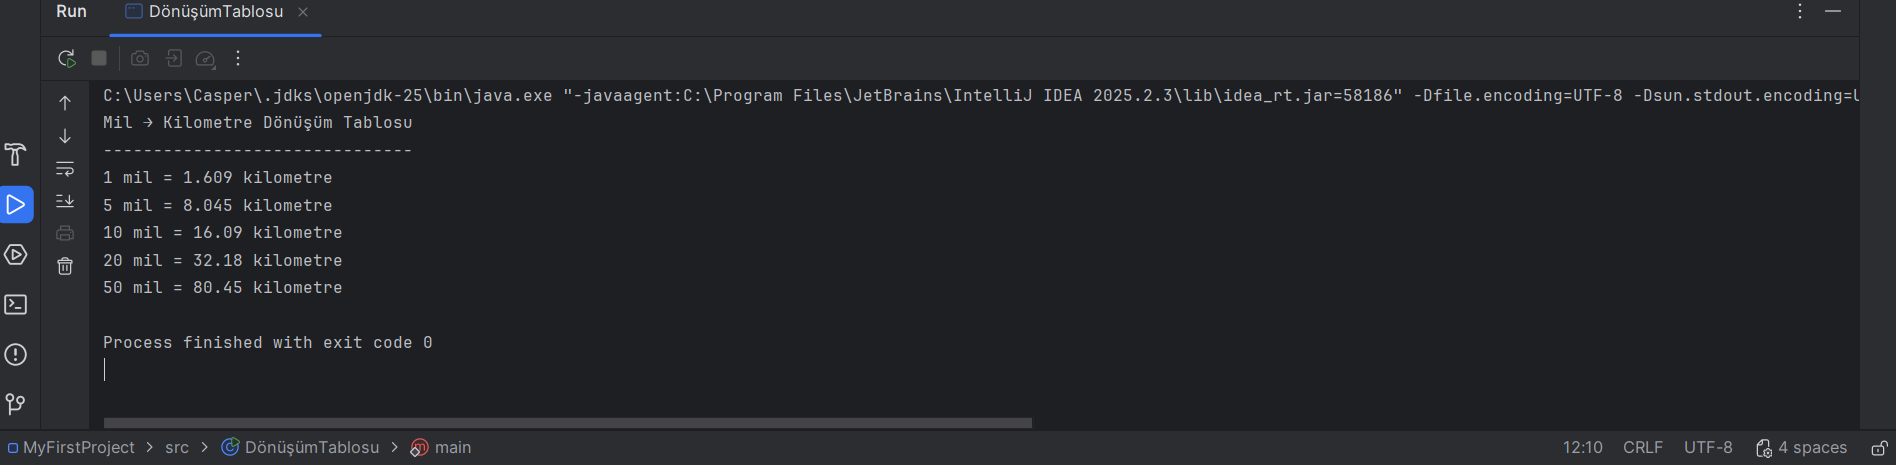 Run DönüşümTablosu
C:\Users\Casper\.jdks\openjdk-25\bin\java.exe "-javaagent:C:\Program Files\JetBrains\IntelliJ IDEA 2025.2.3\lib\idea_rt.jar=58186" -Dfile.encoding=UTF-8 -Dsun.stdout.encoding=U
Mil → Kilometre Dönüşüm Tablosu
-------------------------------
1 mil = 1.609 kilometre
5 mil = 8.045 kilometre
10 mil = 16.09 kilometre
20 mil = 32.18 kilometre
50 mil = 80.45 kilometre
Process finished with exit code 0
MyFirstProject > src > DönüşümTablosu > main 12:10 CRLF UTF-8 4 spaces